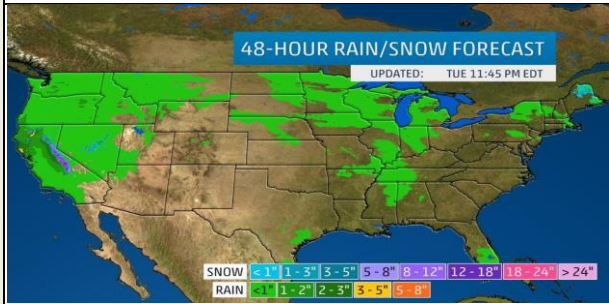 48-HOUR RAIN/SNOW FORECAST
UPDATED: TUE 11:45 PM EDT
SNOW <1" 1-3" 3-5" 5-8" 8-12" 12-18" 18-24" >24"
RAIN <1" 1-2" 2-3" 3-5" 5-8"